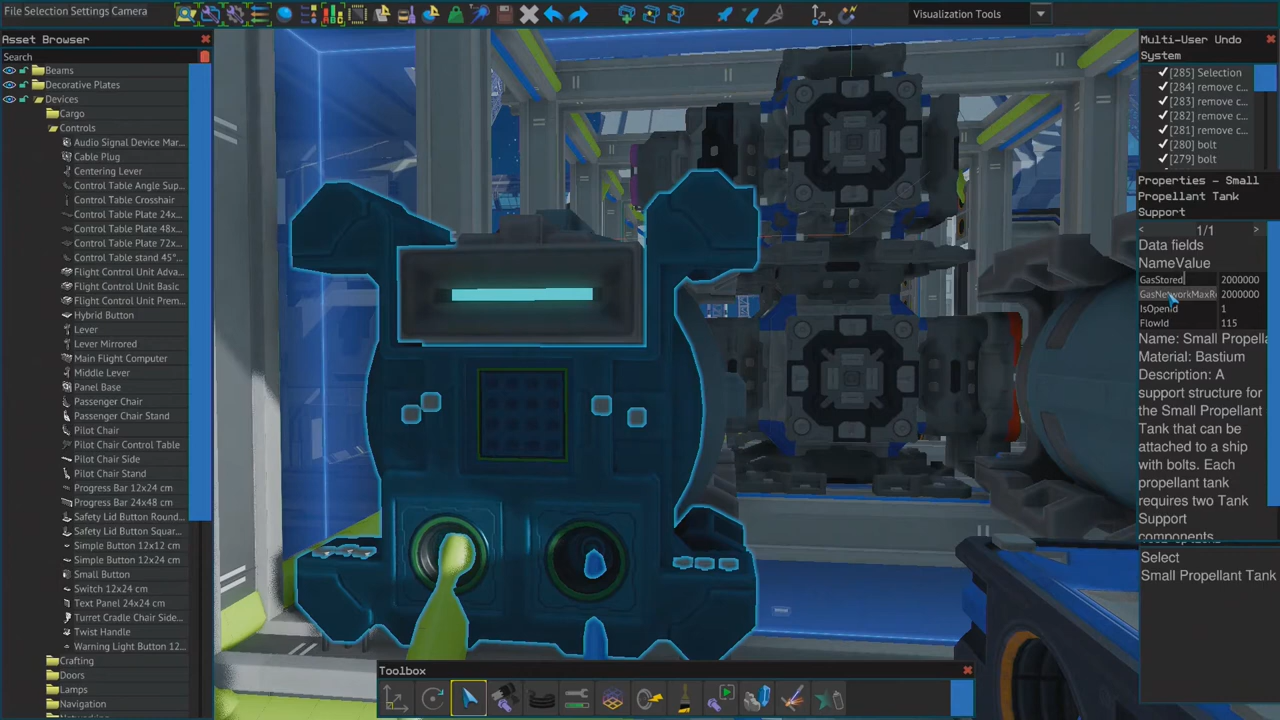 File Selection Settings Camera
Visualization Tools
Asset Browser
Search
Beams
Decorative Plates
Devices
Cargo
Controls
Audio Signal Device Mar...
Cable Plug
Centering Lever
Control Table Angle Sup...
Control Table Crosshair
Control Table Plate 24x...
Control Table Plate 48x...
Control Table Plate 72x...
Control Table stand 45°...
Flight Control Unit Adva...
Flight Control Unit Basic
Flight Control Unit Prem...
Hybrid Button
Lever
Lever Mirrored
Main Flight Computer
Middle Lever
Panel Base
Passenger Chair
Passenger Chair Stand
Pilot Chair
Pilot Chair Control Table
Pilot Chair Side
Pilot Chair Stand
Progress Bar 12x24 cm
Progress Bar 24x48 cm
Safety Lid Button Round...
Safety Lid Button Squar...
Simple Button 12x12 cm
Simple Button 12x24 cm
Small Button
Switch 12x24 cm
Text Panel 24x24 cm
Turret Cradle Chair Side...
Twist Handle
Warning Light Button 12...
Crafting
Doors
Lamps
Navigation
Toolbox
Multi-User Undo
System
[285] Selection
[284] remove c...
[283] remove c...
[282] remove c...
[281] remove c...
[280] bolt
[279] bolt
Properties - Small
Propellant Tank
Support
< 1/1 >
Data fields
NameValue
GasStored 2000000
GasNetworkMaxRe 2000000
IsOpenId 1
FlowId 115
Name: Small Propella
Material: Bastium
Description: A
support structure for
the Small Propellant
Tank that can be
attached to a ship
with bolts. Each
propellant tank
requires two Tank
Support
components.
Select
Small Propellant Tank